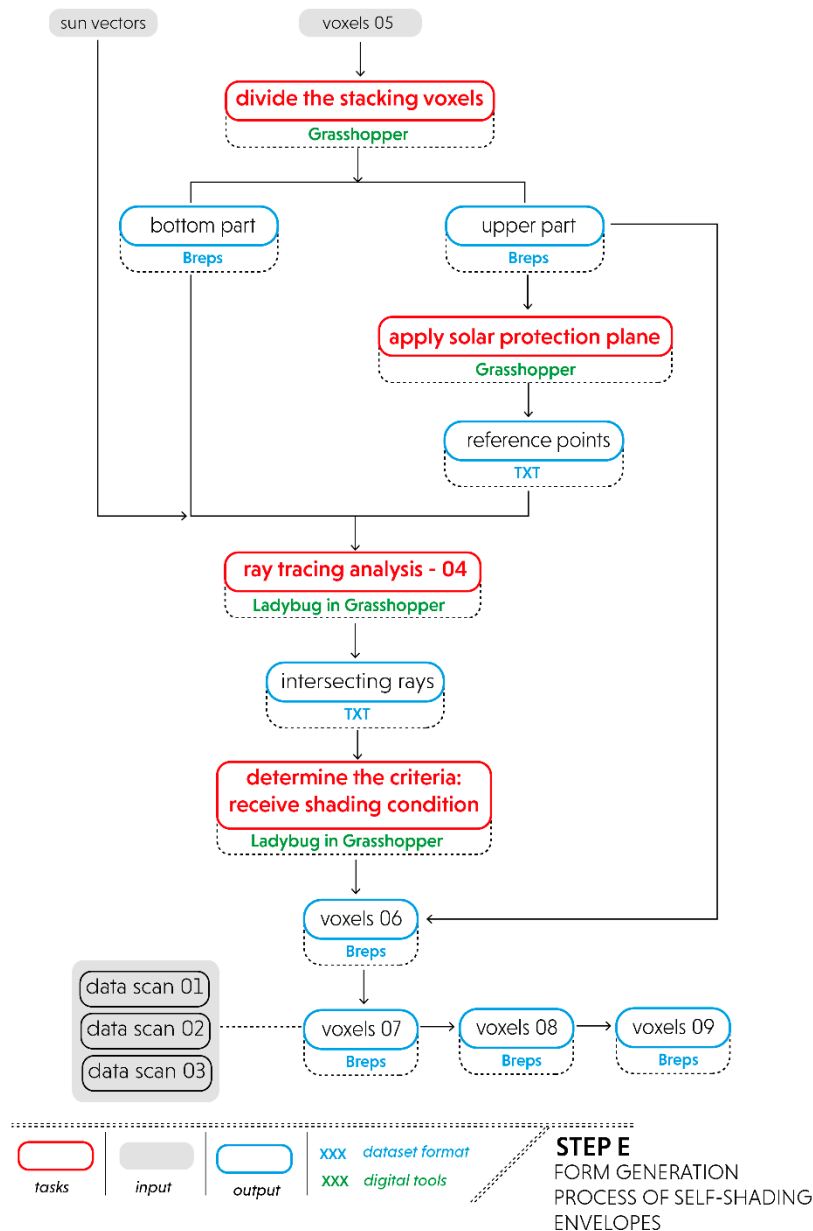 sun vectors
voxels 05
divide the stacking voxels
Grasshopper
bottom part
Breps
upper part
Breps
apply solar protection plane
Grasshopper
reference points
TXT
ray tracing analysis - 04
Ladybug in Grasshopper
intersecting rays
TXT
determine the criteria:
receive shading condition
Ladybug in Grasshopper
voxels 06
Breps
data scan 01
data scan 02
data scan 03
voxels 07
Breps
voxels 08
Breps
voxels 09
Breps
tasks
input
output
XXX dataset format
XXX digital tools
STEP E
FORM GENERATION
PROCESS OF SELF-SHADING
ENVELOPES